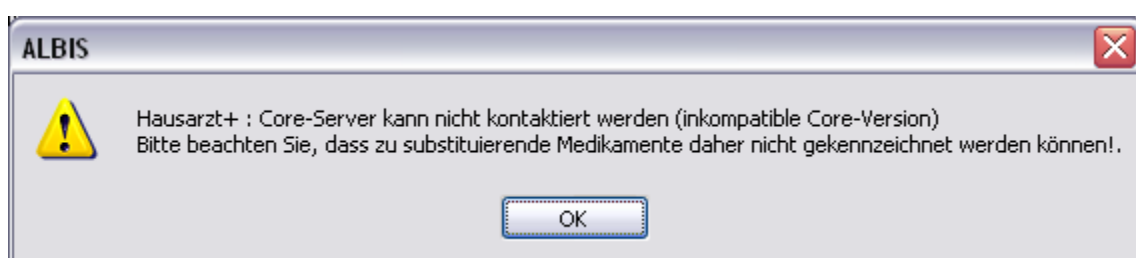 ALBIS
Hausarzt+ : Core-Server kann nicht kontaktiert werden (inkompatible Core-Version)
Bitte beachten Sie, dass zu substituierende Medikamente daher nicht gekennzeichnet werden können!.
OK